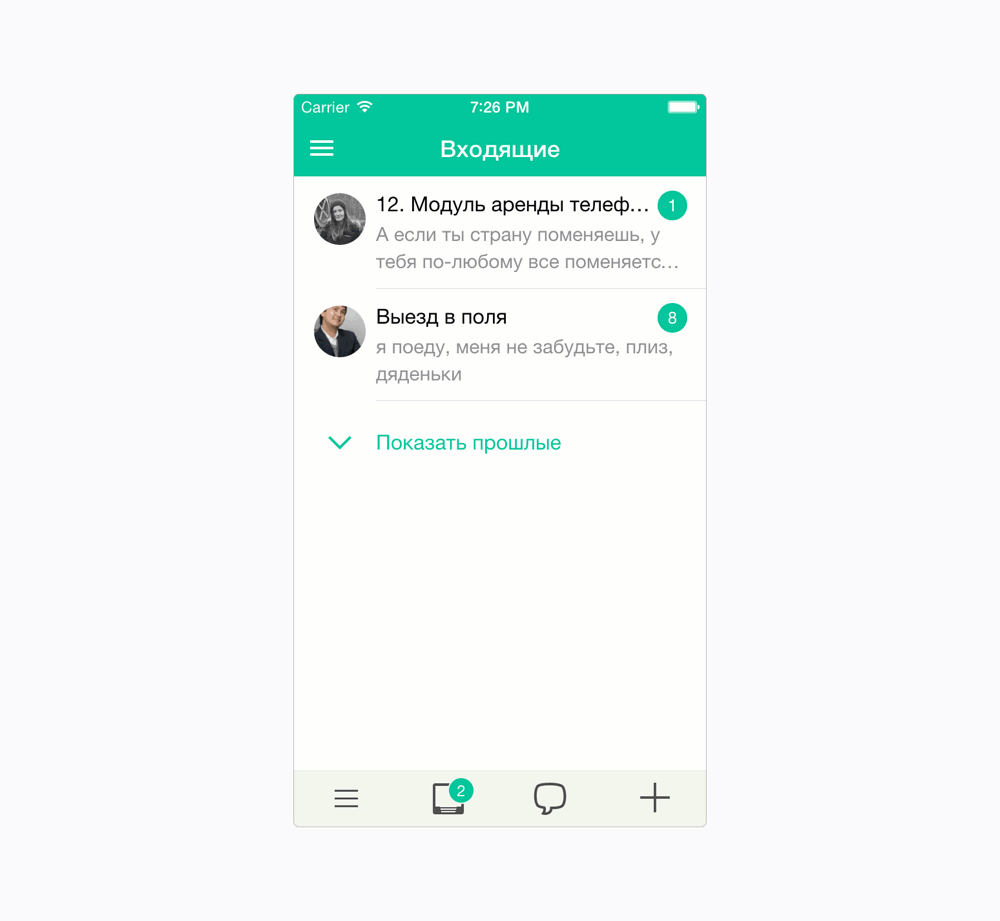 Carrier 7:26 PM
Входящие
12. Модуль аренды телеф... 1
А если ты страну поменяешь, у
тебя по-любому все поменяетс...
Выезд в поля 8
я поеду, меня не забудьте, плиз,
дяденьки
Показать прошлые
2